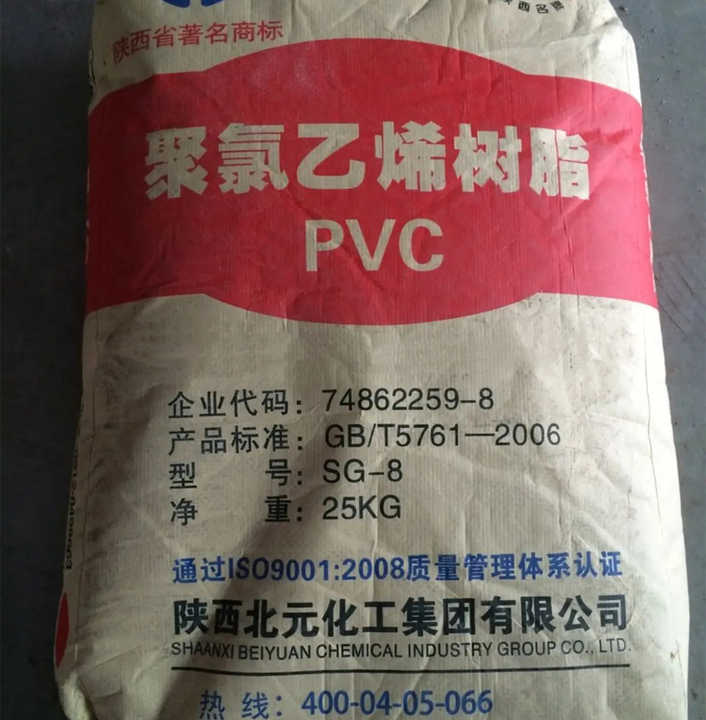 陕西省著名商标
聚氯乙烯树脂
PVC
企业代码：74862259-8
产品标准：GB/T5761—2006
型 号：SG-8
净 重：25KG
通过ISO9001:2008质量管理体系认证
陕西北元化工集团有限公司
SHAANXI BEIYUAN CHEMICAL INDUSTRY GROUP CO., LTD.
热 线：400-04-05-066